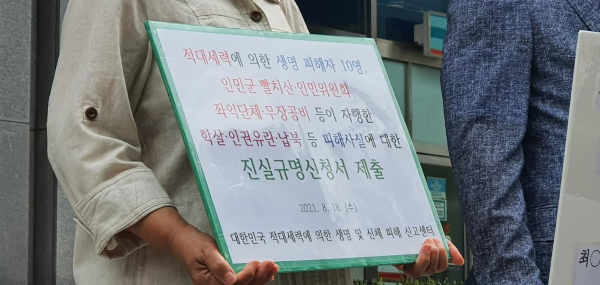 적대세력에 의한 생명 피해자 10명,
인민군·빨치산·인민위원회
좌익단체·무장공비 등이 자행한
학살·인권유린·납북 등 피해사실에 대한
진실규명신청서 제출
2021. 8. 18. (수)
대한민국 적대세력에 의한 생명 및 신체 피해 신고센터
최